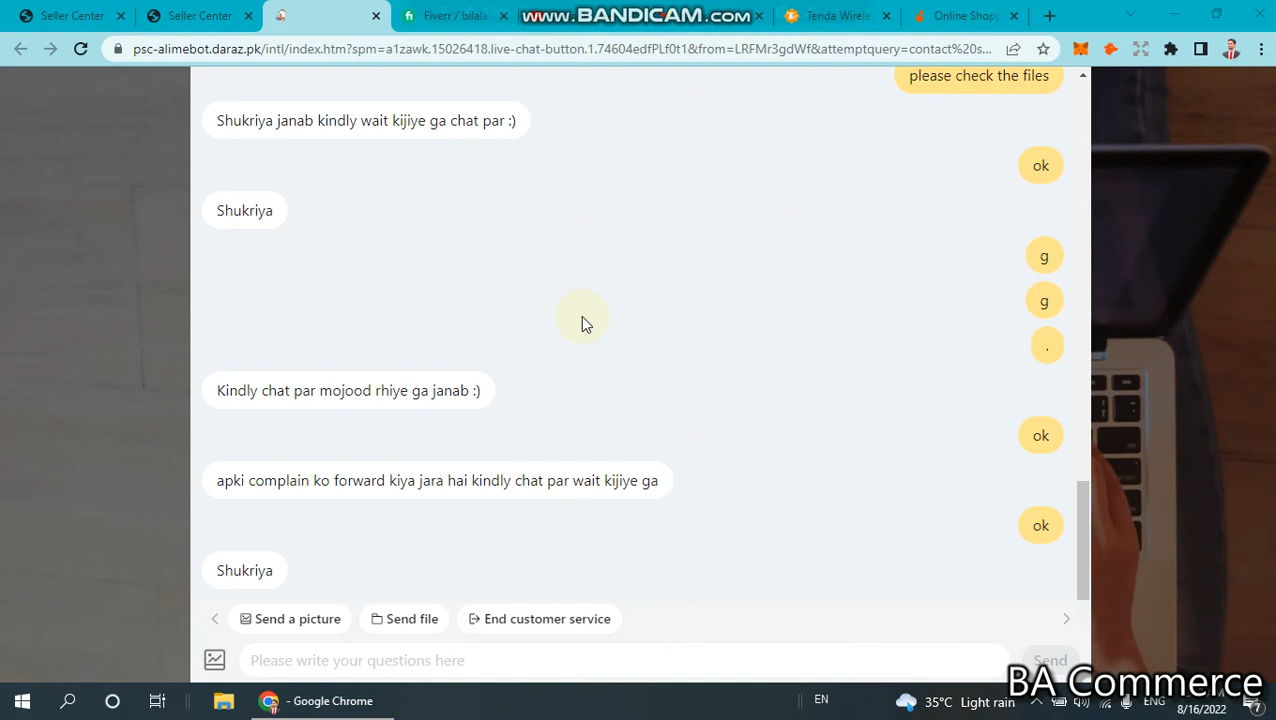 Seller Center
Seller Center
Fiverr / bilala
www.BANDICAM.com
Tenda Wirele
Online Shopp
psc-alimebot.daraz.pk/intl/index.htm?spm=a1zawk.15026418.live-chat-button.1.74604edfPLf0t1&from=LRFMr3gdWf&attemptquery=contact%20s...
please check the files
Shukriya janab kindly wait kijiye ga chat par :)
ok
Shukriya
g
g
.
Kindly chat par mojood rhiye ga janab :)
ok
apki complain ko forward kiya jara hai kindly chat par wait kijiye ga
ok
Shukriya
Send a picture
Send file
End customer service
Please write your questions here
Send
BA Commerce
- Google Chrome
EN
35°C Light rain
ENG
8/16/2022
7